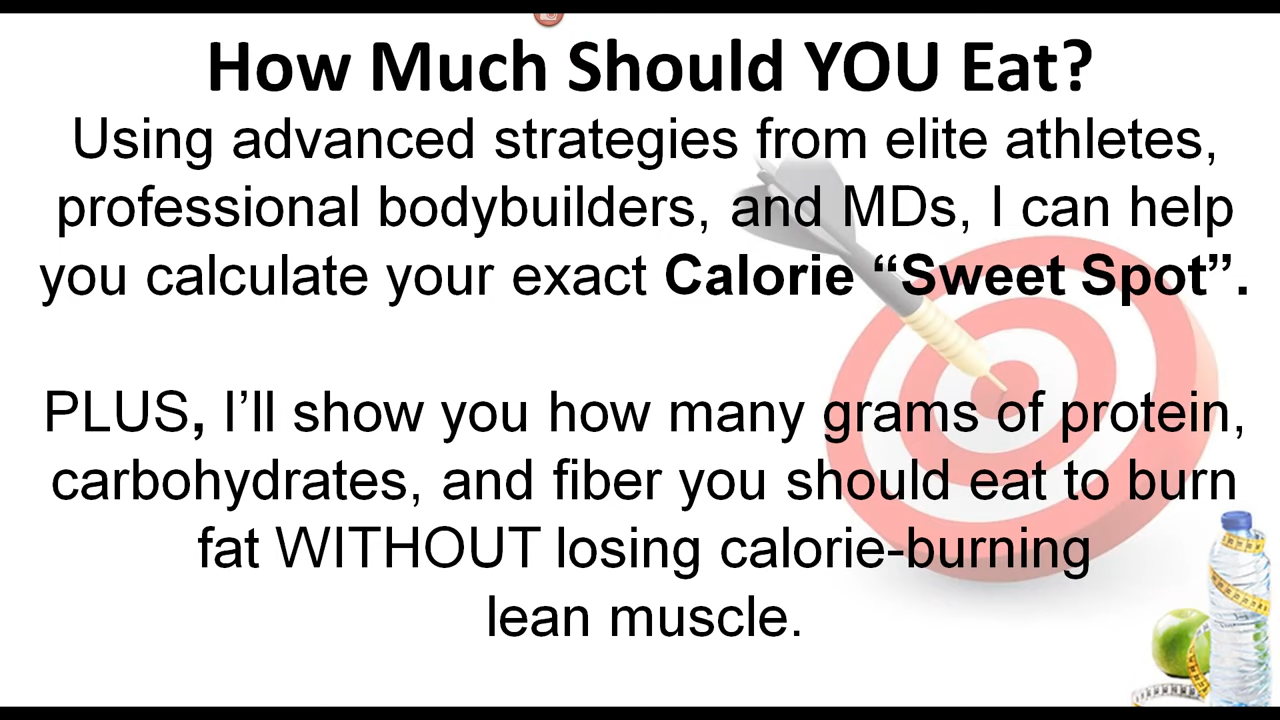 How Much Should YOU Eat?
Using advanced strategies from elite athletes,
professional bodybuilders, and MDs, I can help
you calculate your exact Calorie “Sweet Spot”.
PLUS, I’ll show you how many grams of protein,
carbohydrates, and fiber you should eat to burn
fat WITHOUT losing calorie-burning
lean muscle.